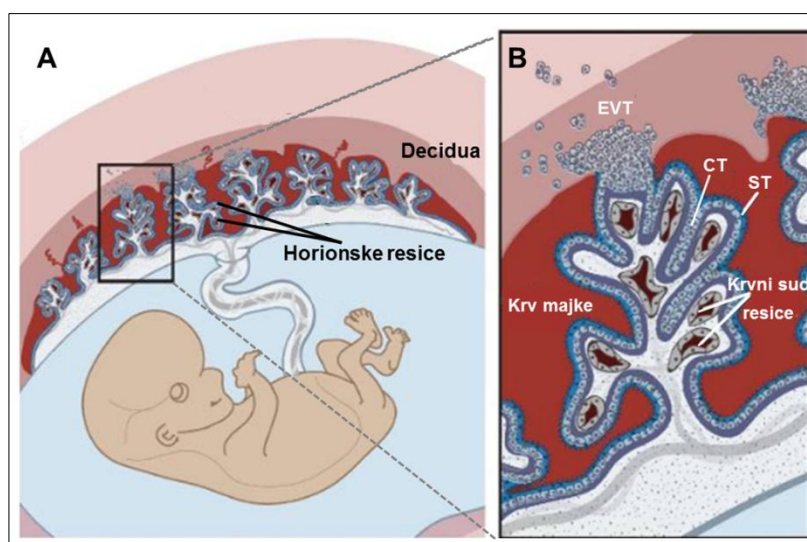 A
Decidua
Horionske resice
B
EVT
CT
ST
Krv majke
Krvni sud
resice